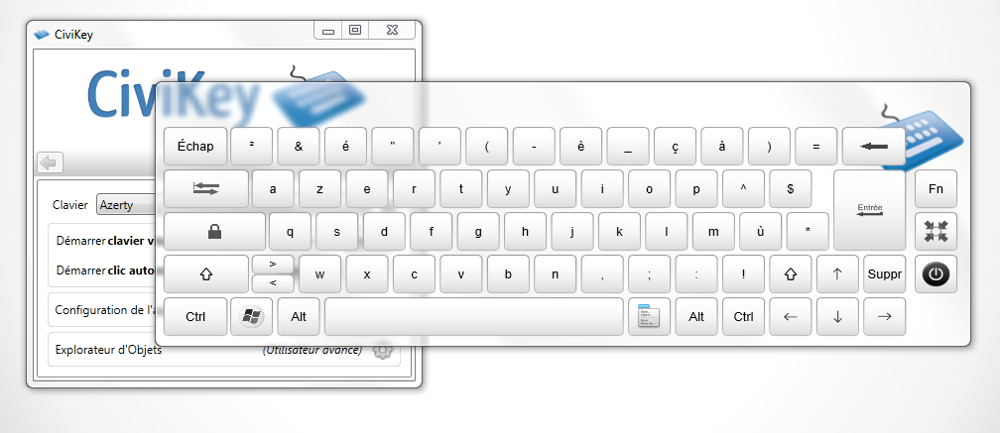 CiviKey
CiviKey
Échap ² & é " ' ( - è _ ç à ) =
Clavier Azerty
a z e r t y u i o p ^ $ Entrée Fn
Démarrer clavier v
q s d f g h j k l m ù *
Démarrer clic auto
> < w x c v b n , ; : ! ↑ Suppr
Configuration de l'a
Ctrl Alt Alt Ctrl ← ↓ →
Explorateur d'Objets (Utilisateur avancé)